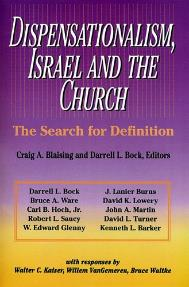 DISPENSATIONALISM,
ISRAEL AND THE
CHURCH
The Search for Definition
Craig A. Blaising and Darrell L. Bock, Editors
Darrell L. Bock J. Lanier Burns
Bruce A. Ware David K. Lowery
Carl B. Hoch, Jr. John A. Martin
Robert L. Saucy David L. Turner
W. Edward Glenny Kenneth L. Barker
with responses by
Walter C. Kaiser, Willem VanGemeren, Bruce Waltke